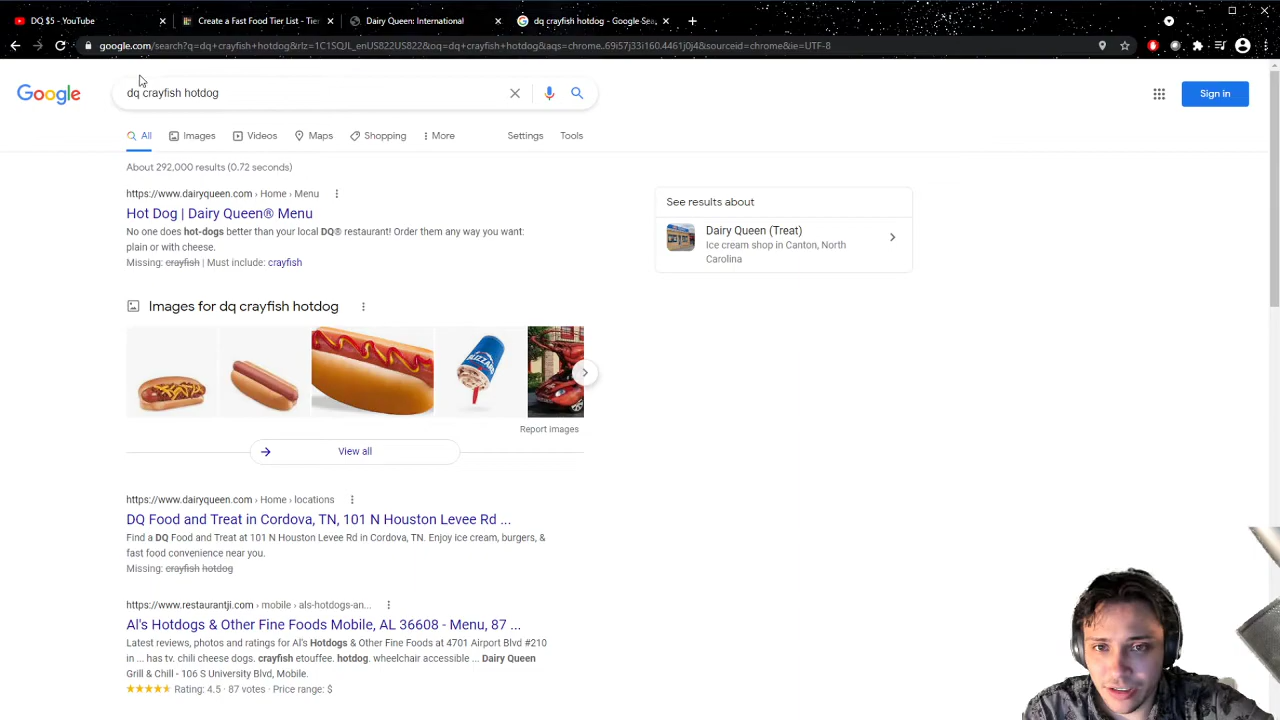 DQ $5 - YouTube
Create a Fast Food Tier List - Tier
Dairy Queen: International
dq crayfish hotdog - Google Sea
google.com/search?q=dq+crayfish+hotdog&rlz=1C1SQJL_enUS822US822&oq=dq+crayfish+hotdog&aqs=chrome..69i57j33i160.4461j0j4&sourceid=chrome&ie=UTF-8
Google
dq crayfish hotdog
Sign in
All Images Videos Maps Shopping More Settings Tools
About 292,000 results (0.72 seconds)
https://www.dairyqueen.com › Home › Menu
Hot Dog | Dairy Queen® Menu
No one does hot-dogs better than your local DQ® restaurant! Order them any way you want:
plain or with cheese.
Missing: crayfish | Must include: crayfish
See results about
Dairy Queen (Treat)
Ice cream shop in Canton, North
Carolina
Images for dq crayfish hotdog
BLIZZARD
Report images
View all
https://www.dairyqueen.com › Home › locations
DQ Food and Treat in Cordova, TN, 101 N Houston Levee Rd ...
Find a DQ Food and Treat at 101 N Houston Levee Rd in Cordova, TN. Enjoy ice cream, burgers, &
fast food convenience near you.
Missing: crayfish hotdog
https://www.restaurantji.com › mobile › als-hotdogs-an...
Al's Hotdogs & Other Fine Foods Mobile, AL 36608 - Menu, 87 ...
Latest reviews, photos and ratings for Al's Hotdogs & Other Fine Foods at 4701 Airport Blvd #210
in ... has tv. chili cheese dogs. crayfish etouffee. hotdog. wheelchair accessible ... Dairy Queen
Grill & Chill - 106 S University Blvd, Mobile.
Rating: 4.5 · 87 votes · Price range: $